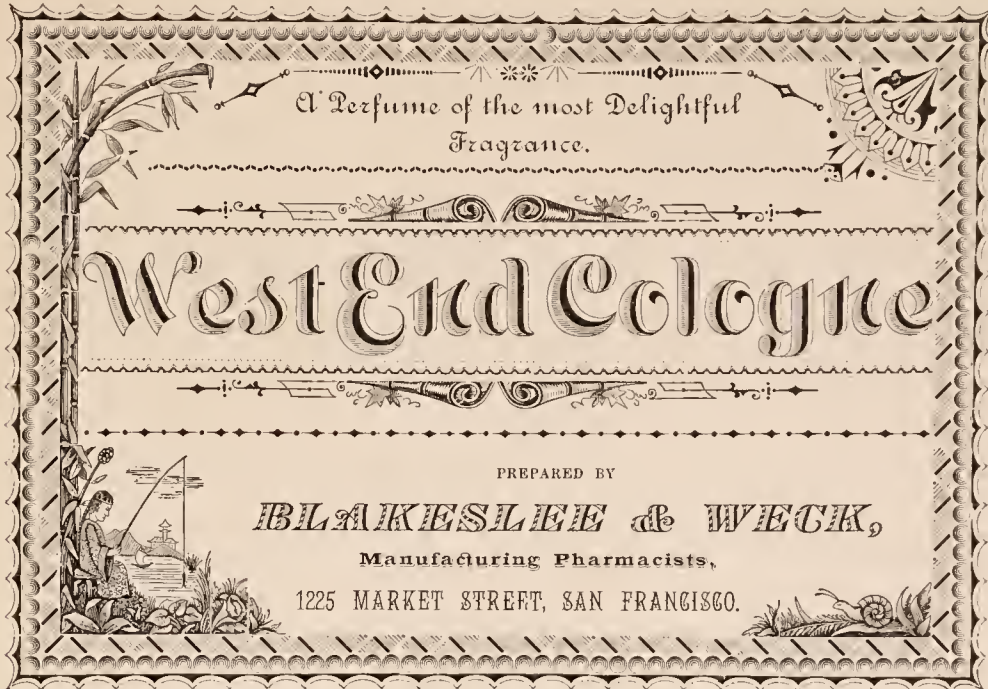 A Perfume of the most Delightful
Fragrance.
West End Cologne
PREPARED BY
BLAKESLEE & WECK,
Manufacturing Pharmacists,
1225 MARKET STREET, SAN FRANCISCO.